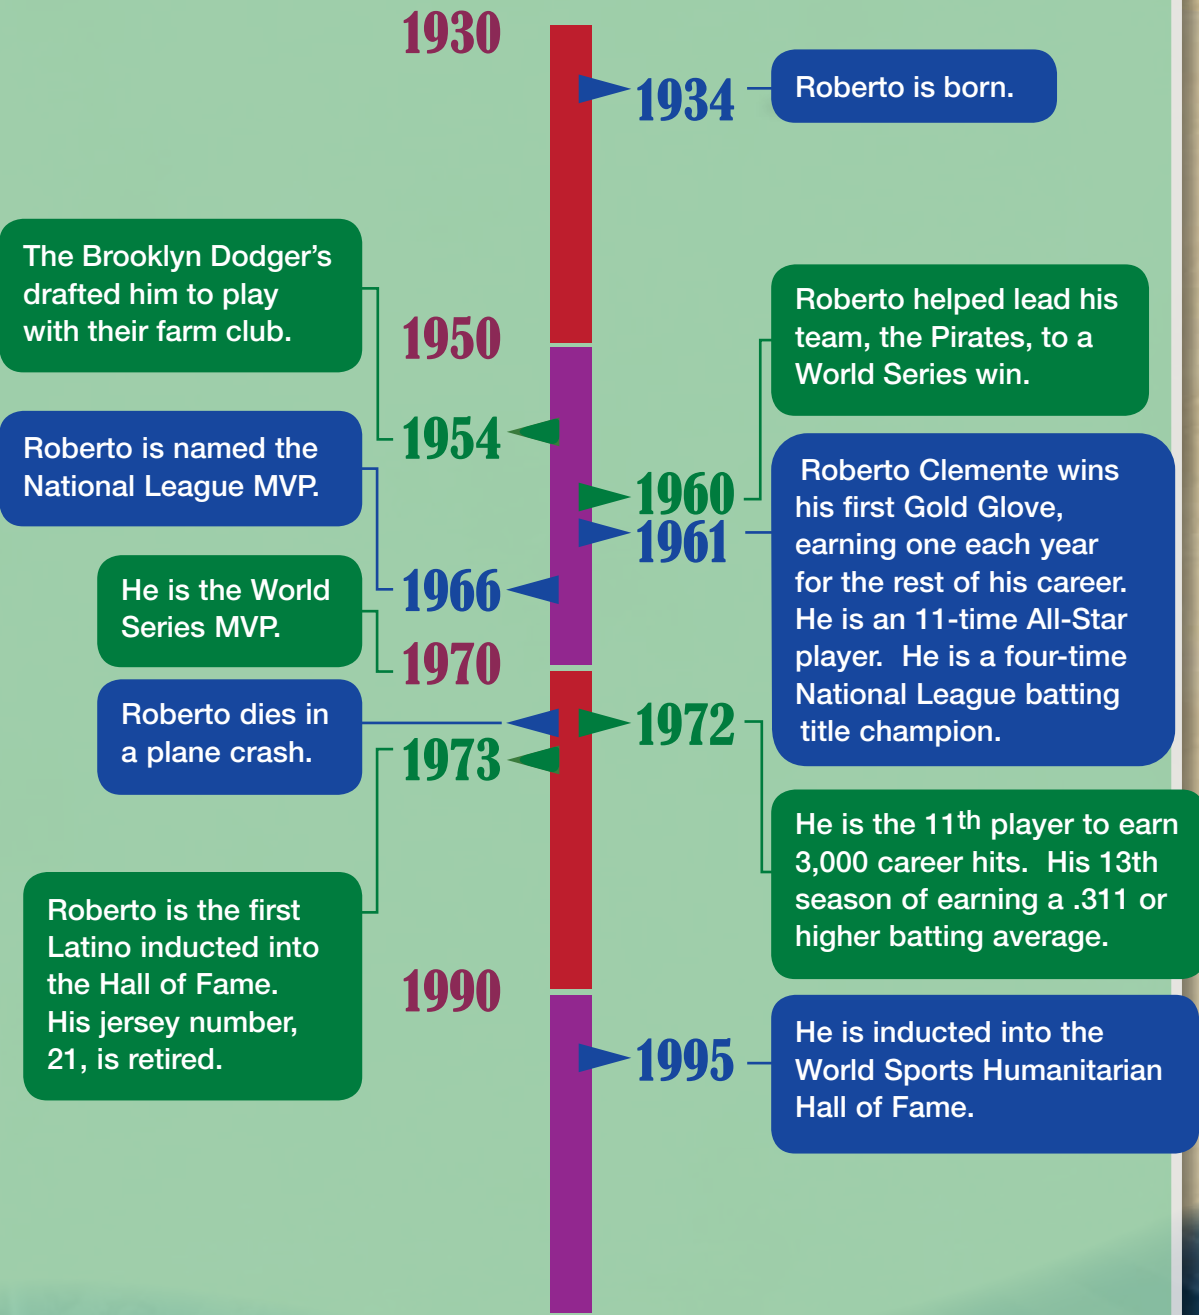 1930
1934
Roberto is born.
The Brooklyn Dodger’s
drafted him to play
with their farm club.
1950
1954
Roberto helped lead his
team, the Pirates, to a
World Series win.
1960
Roberto Clemente wins
his first Gold Glove,
earning one each year
for the rest of his career.
He is an 11-time All-Star
player. He is a four-time
National League batting
title champion.
1961
Roberto is named the
National League MVP.
1966
He is the World
Series MVP.
1970
Roberto dies in
a plane crash.
1972
He is the 11th player to earn
3,000 career hits. His 13th
season of earning a .311 or
higher batting average.
1973
Roberto is the first
Latino inducted into
the Hall of Fame.
His jersey number,
21, is retired.
1990
1995
He is inducted into the
World Sports Humanitarian
Hall of Fame.